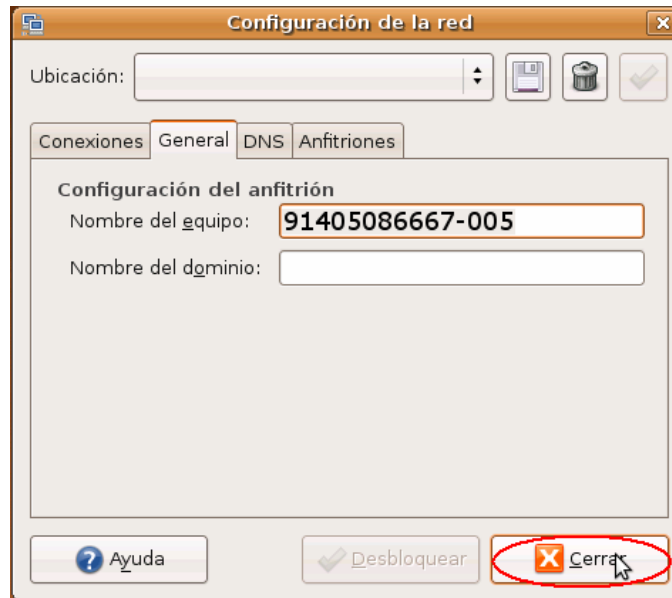 Configuración de la red
Ubicación:
Conexiones General DNS Anfitriones
Configuración del anfitrión
Nombre del equipo: 91405086667-005
Nombre del dominio:
Ayuda Desbloquear Cerrar